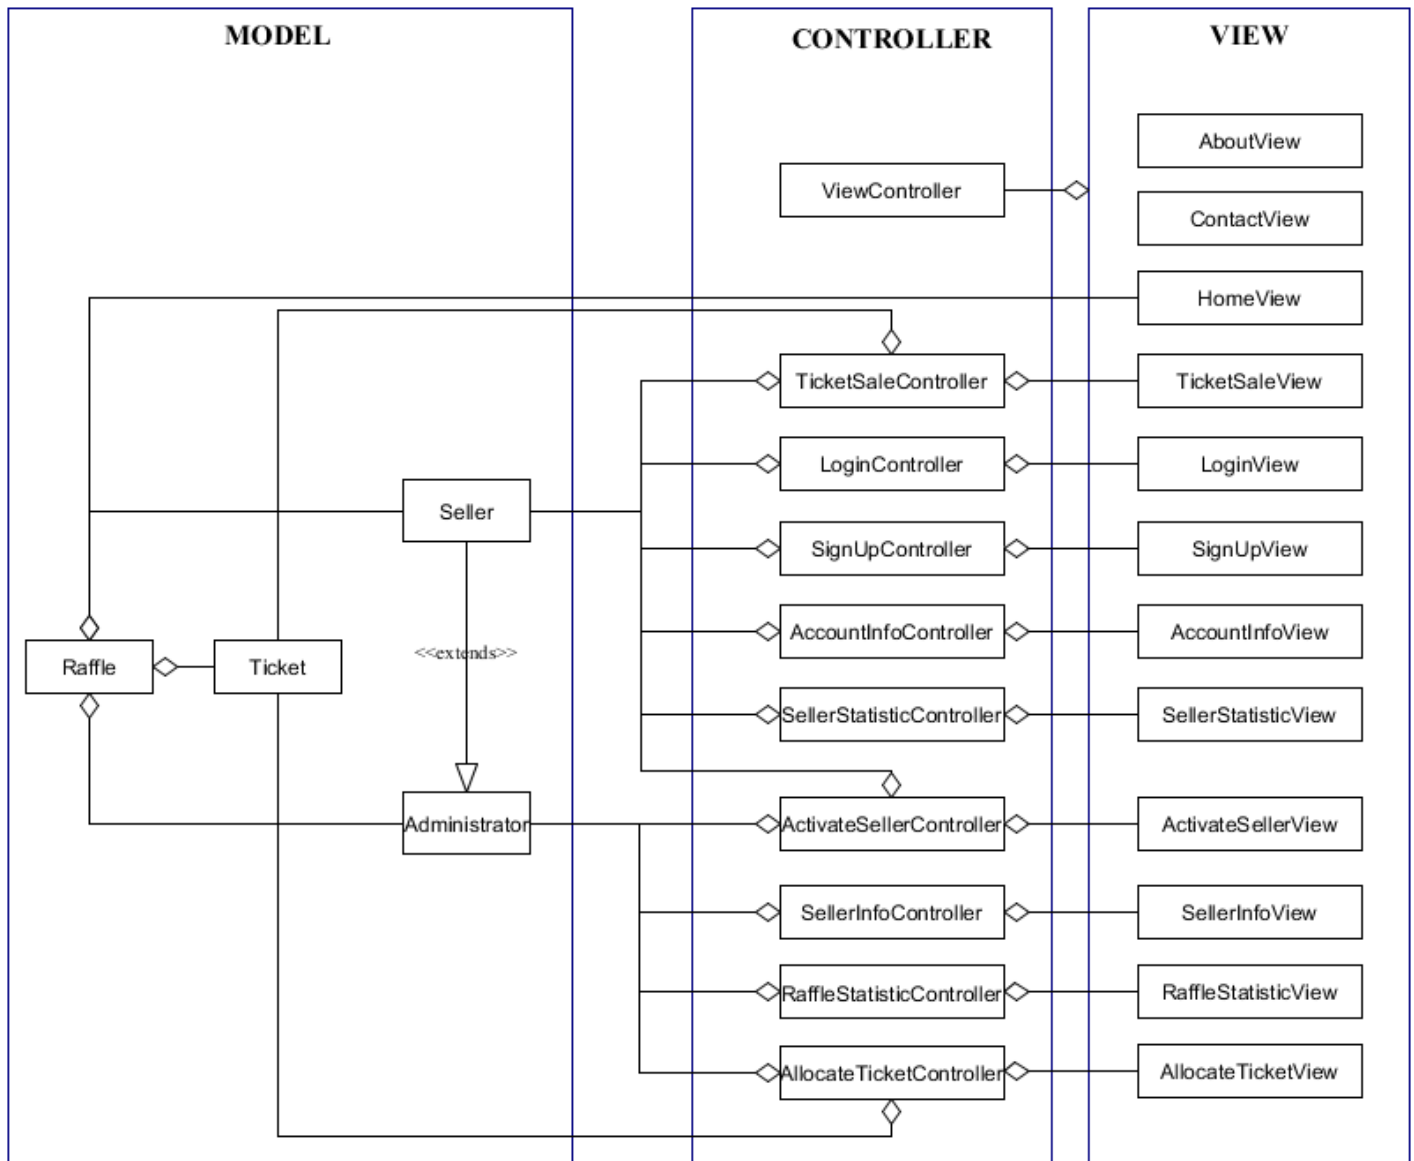 MODEL
CONTROLLER
VIEW
AboutView
ViewController
ContactView
HomeView
TicketSaleController
TicketSaleView
LoginController
LoginView
Seller
SignUpController
SignUpView
AccountInfoController
AccountInfoView
<<extends>>
Raffle
Ticket
SellerStatisticController
SellerStatisticView
Administrator
ActivateSellerController
ActivateSellerView
SellerInfoController
SellerInfoView
RaffleStatisticController
RaffleStatisticView
AllocateTicketController
AllocateTicketView